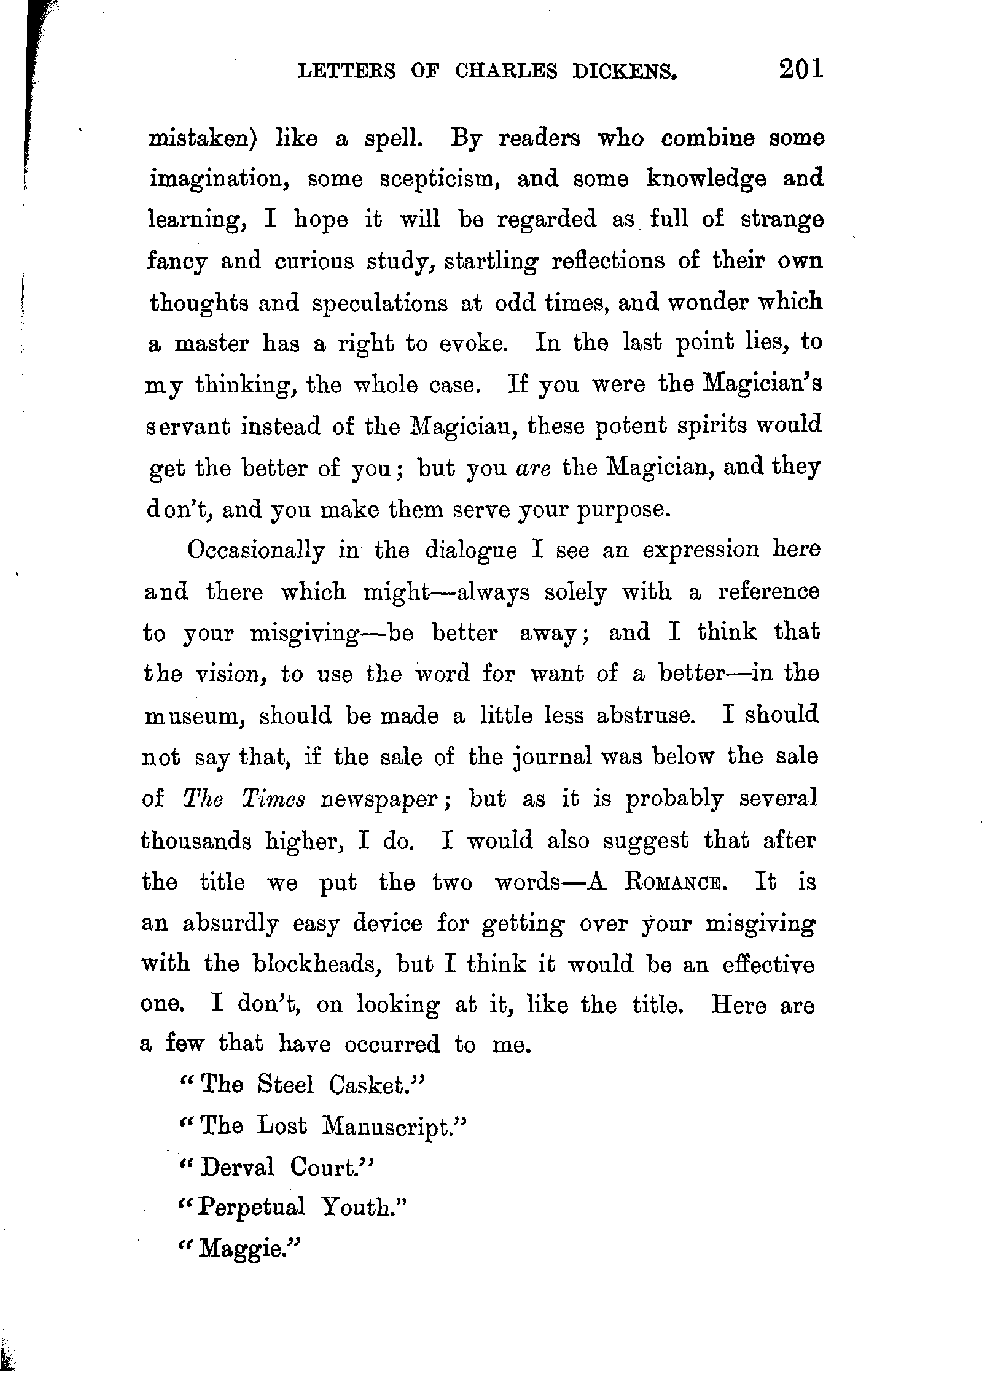 LETTERS OF CHARLES DICKENS. 201
mistaken) like a spell. By readers who combine some
imagination, some scepticism, and some knowledge and
learning, I hope it will be regarded as full of strange
fancy and curious study, startling reflections of their own
thoughts and speculations at odd times, and wonder which
a master has a right to evoke. In the last point lies, to
my thinking, the whole case. If you were the Magician's
servant instead of the Magician, these potent spirits would
get the better of you; but you are the Magician, and they
don't, and you make them serve your purpose.
Occasionally in the dialogue I see an expression here
and there which might—always solely with a reference
to your misgiving—be better away; and I think that
the vision, to use the word for want of a better—in the
museum, should be made a little less abstruse. I should
not say that, if the sale of the journal was below the sale
of The Times newspaper; but as it is probably several
thousands higher, I do. I would also suggest that after
the title we put the two words—A ROMANCE. It is
an absurdly easy device for getting over your misgiving
with the blockheads, but I think it would be an effective
one. I don't, on looking at it, like the title. Here are
a few that have occurred to me.
"The Steel Casket."
"The Lost Manuscript."
"Derval Court."
"Perpetual Youth."
"Maggie."